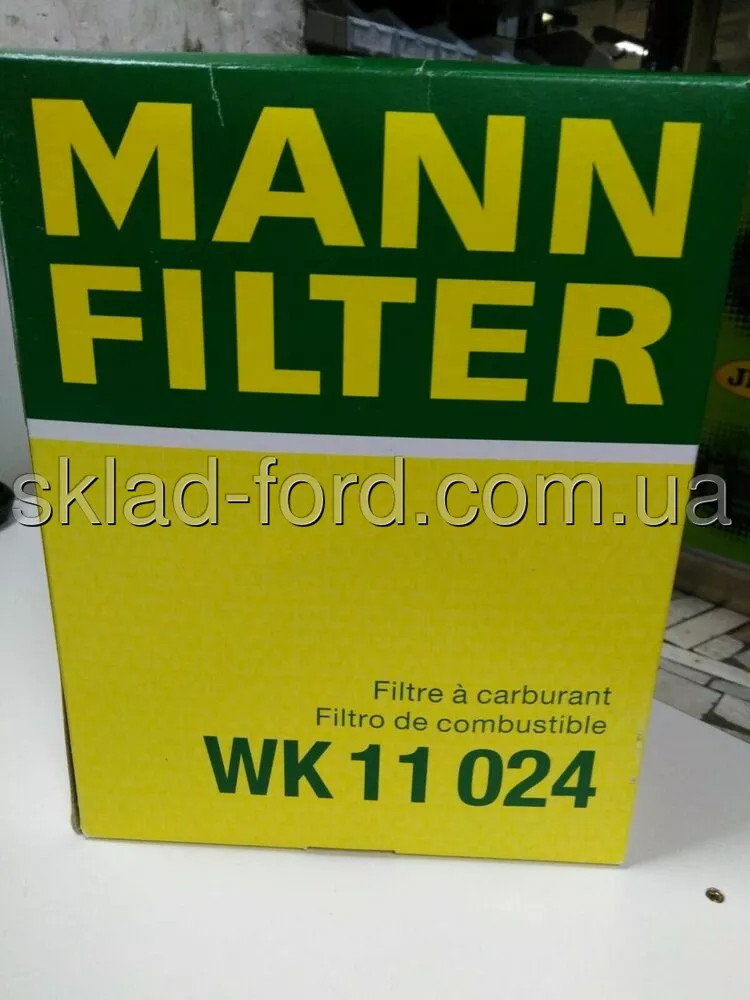 MANN
FILTER
sklad-ford.com.ua
Filtre à carburant
Filtro de combustible
WK 11 024